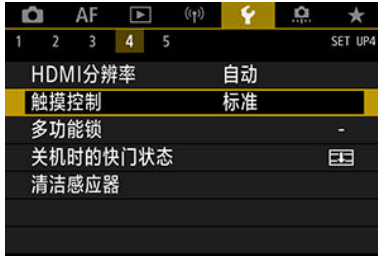 AF
1 2 3 4 5 SET UP4
HDMI分辨率 自动
触摸控制 标准
多功能锁 -
关机时的快门状态
清洁感应器